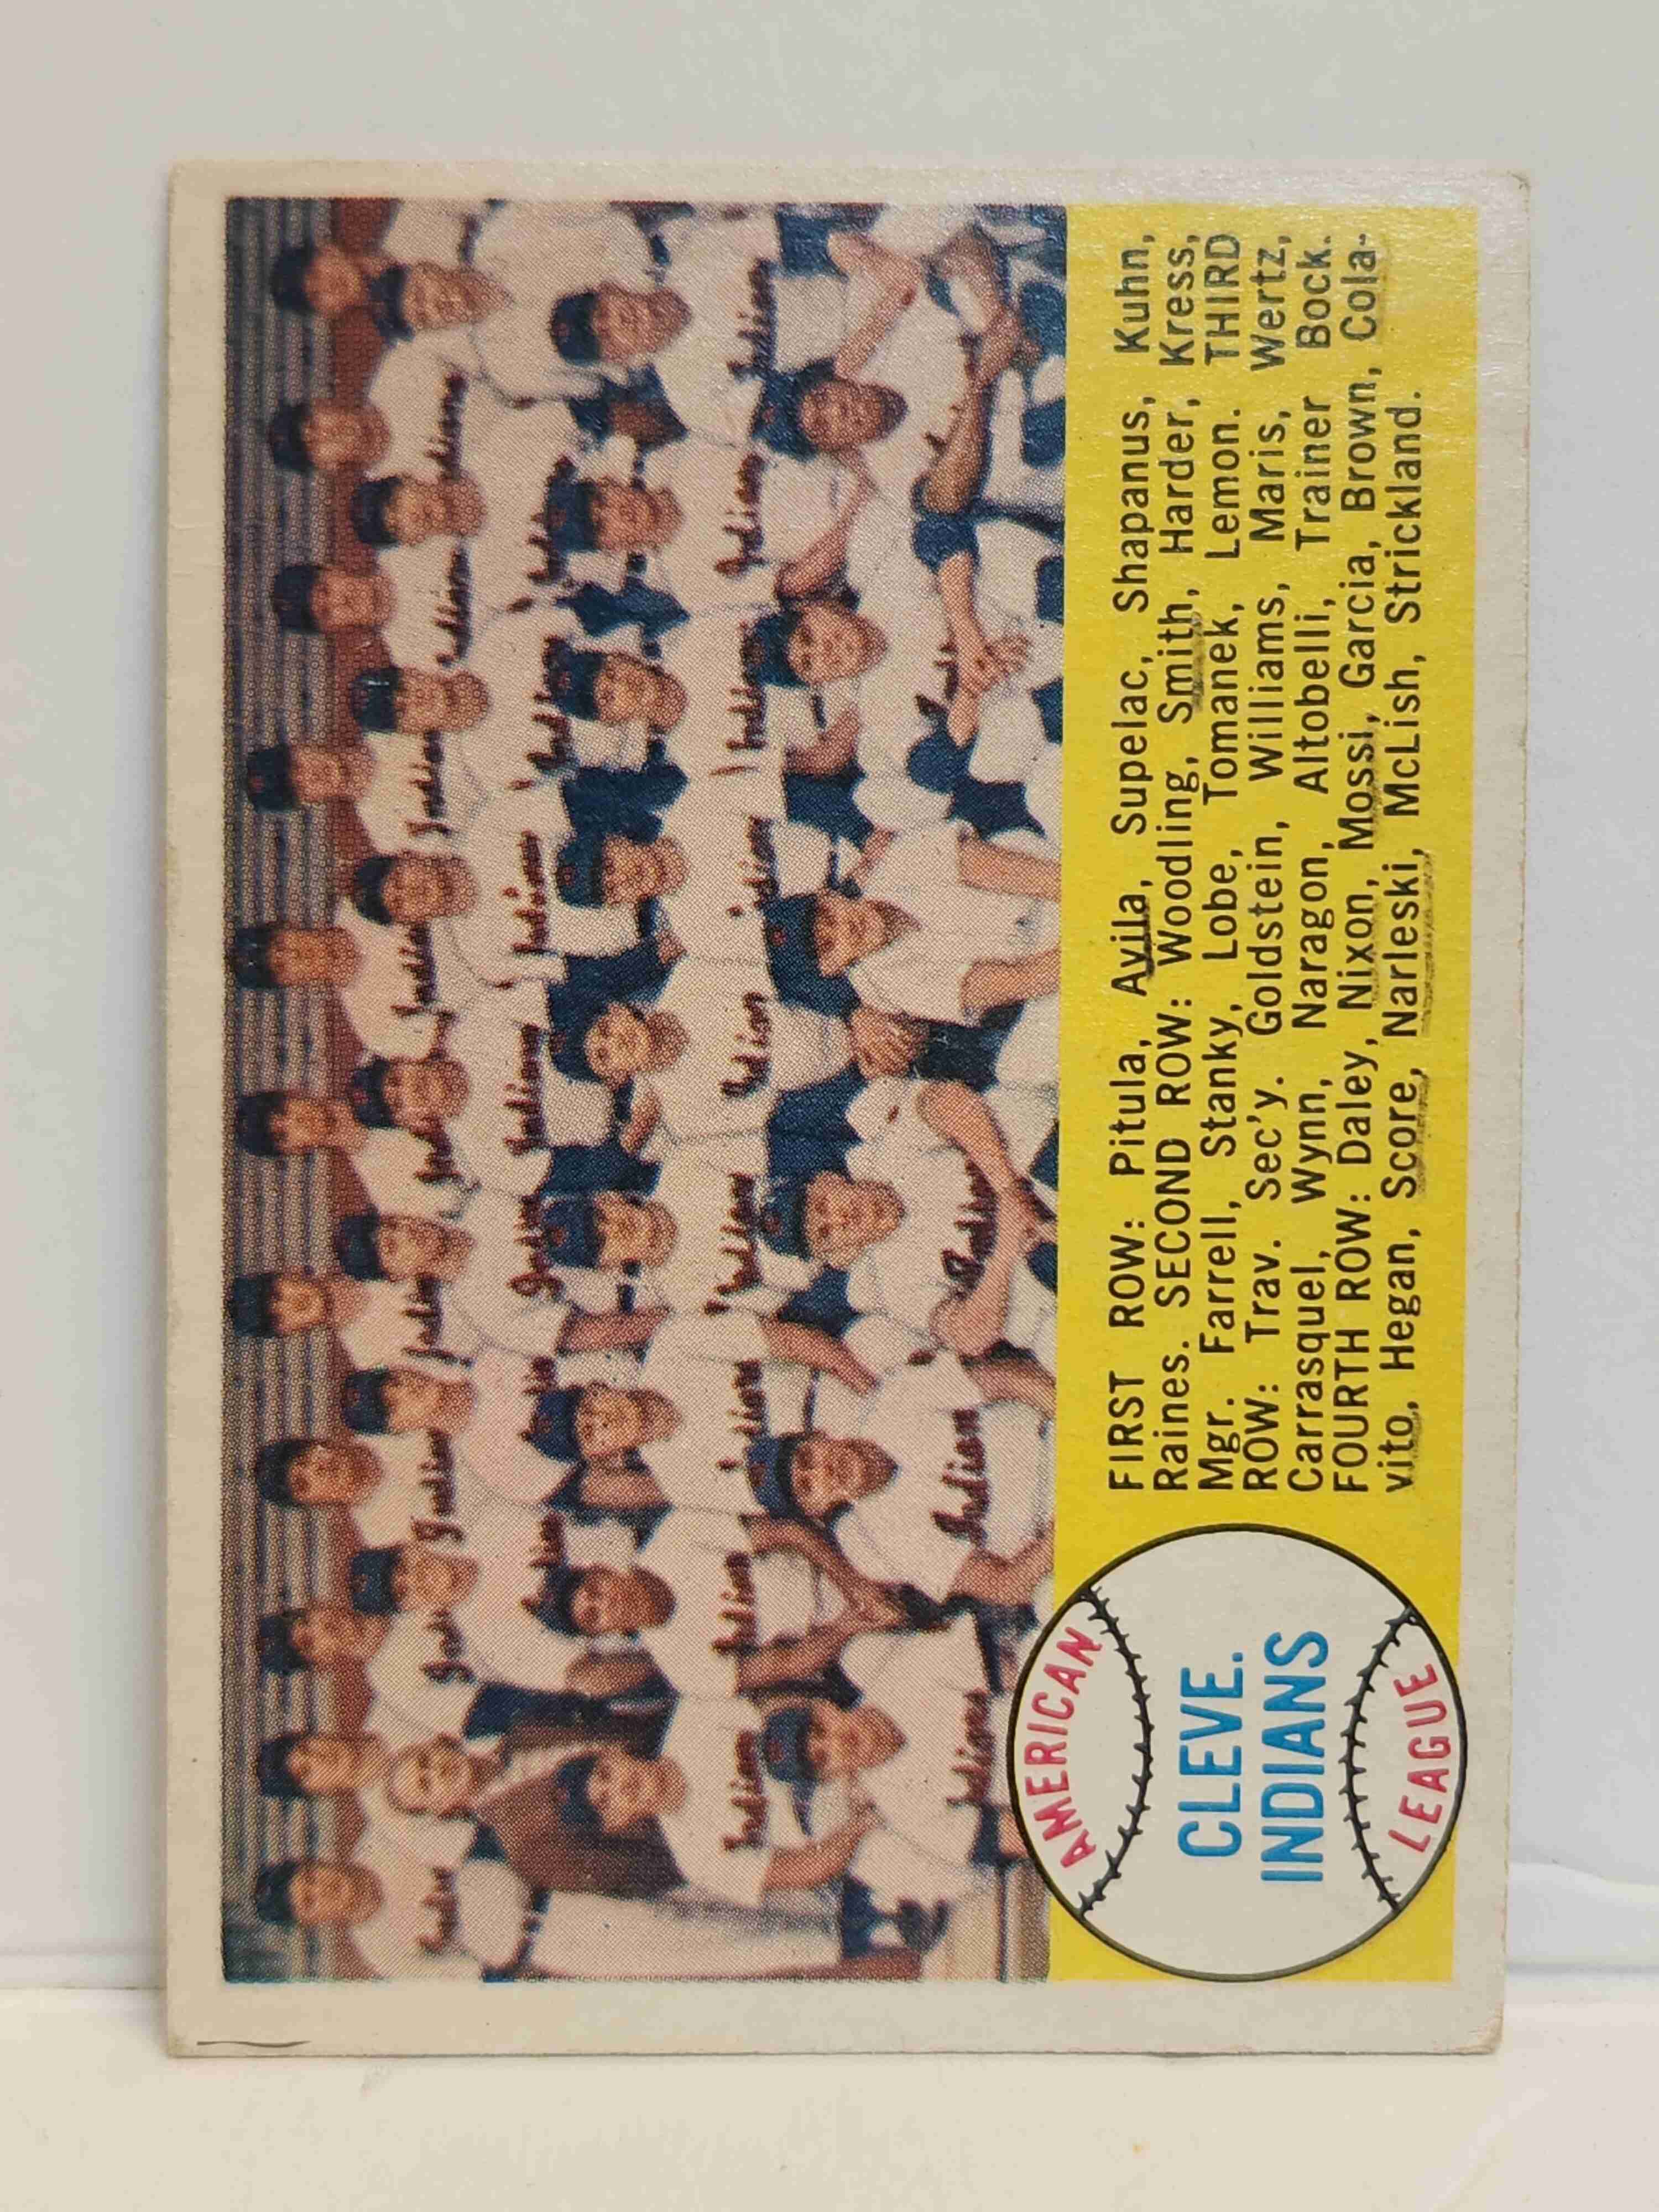 FIRST ROW: Pitula, Avila, Supelac, Shapanus, Kuhn,
Raines. SECOND ROW: Woodling, Smith, Harder, Kress,
Mgr. Farrell, Stanky, Lobe, Tomanek, Lemon. THIRD
ROW: Trav. Sec'y. Goldstein, Williams, Maris, Wertz,
Carrasquel, Wynn, Naragon, Altobelli, Trainer Bock.
FOURTH ROW: Daley, Nixon, Mossi, Garcia, Brown, Cola-
vito, Hegan, Score, Narleski, McLish, Strickland.
AMERICAN
CLEVE.
INDIANS
LEAGUE